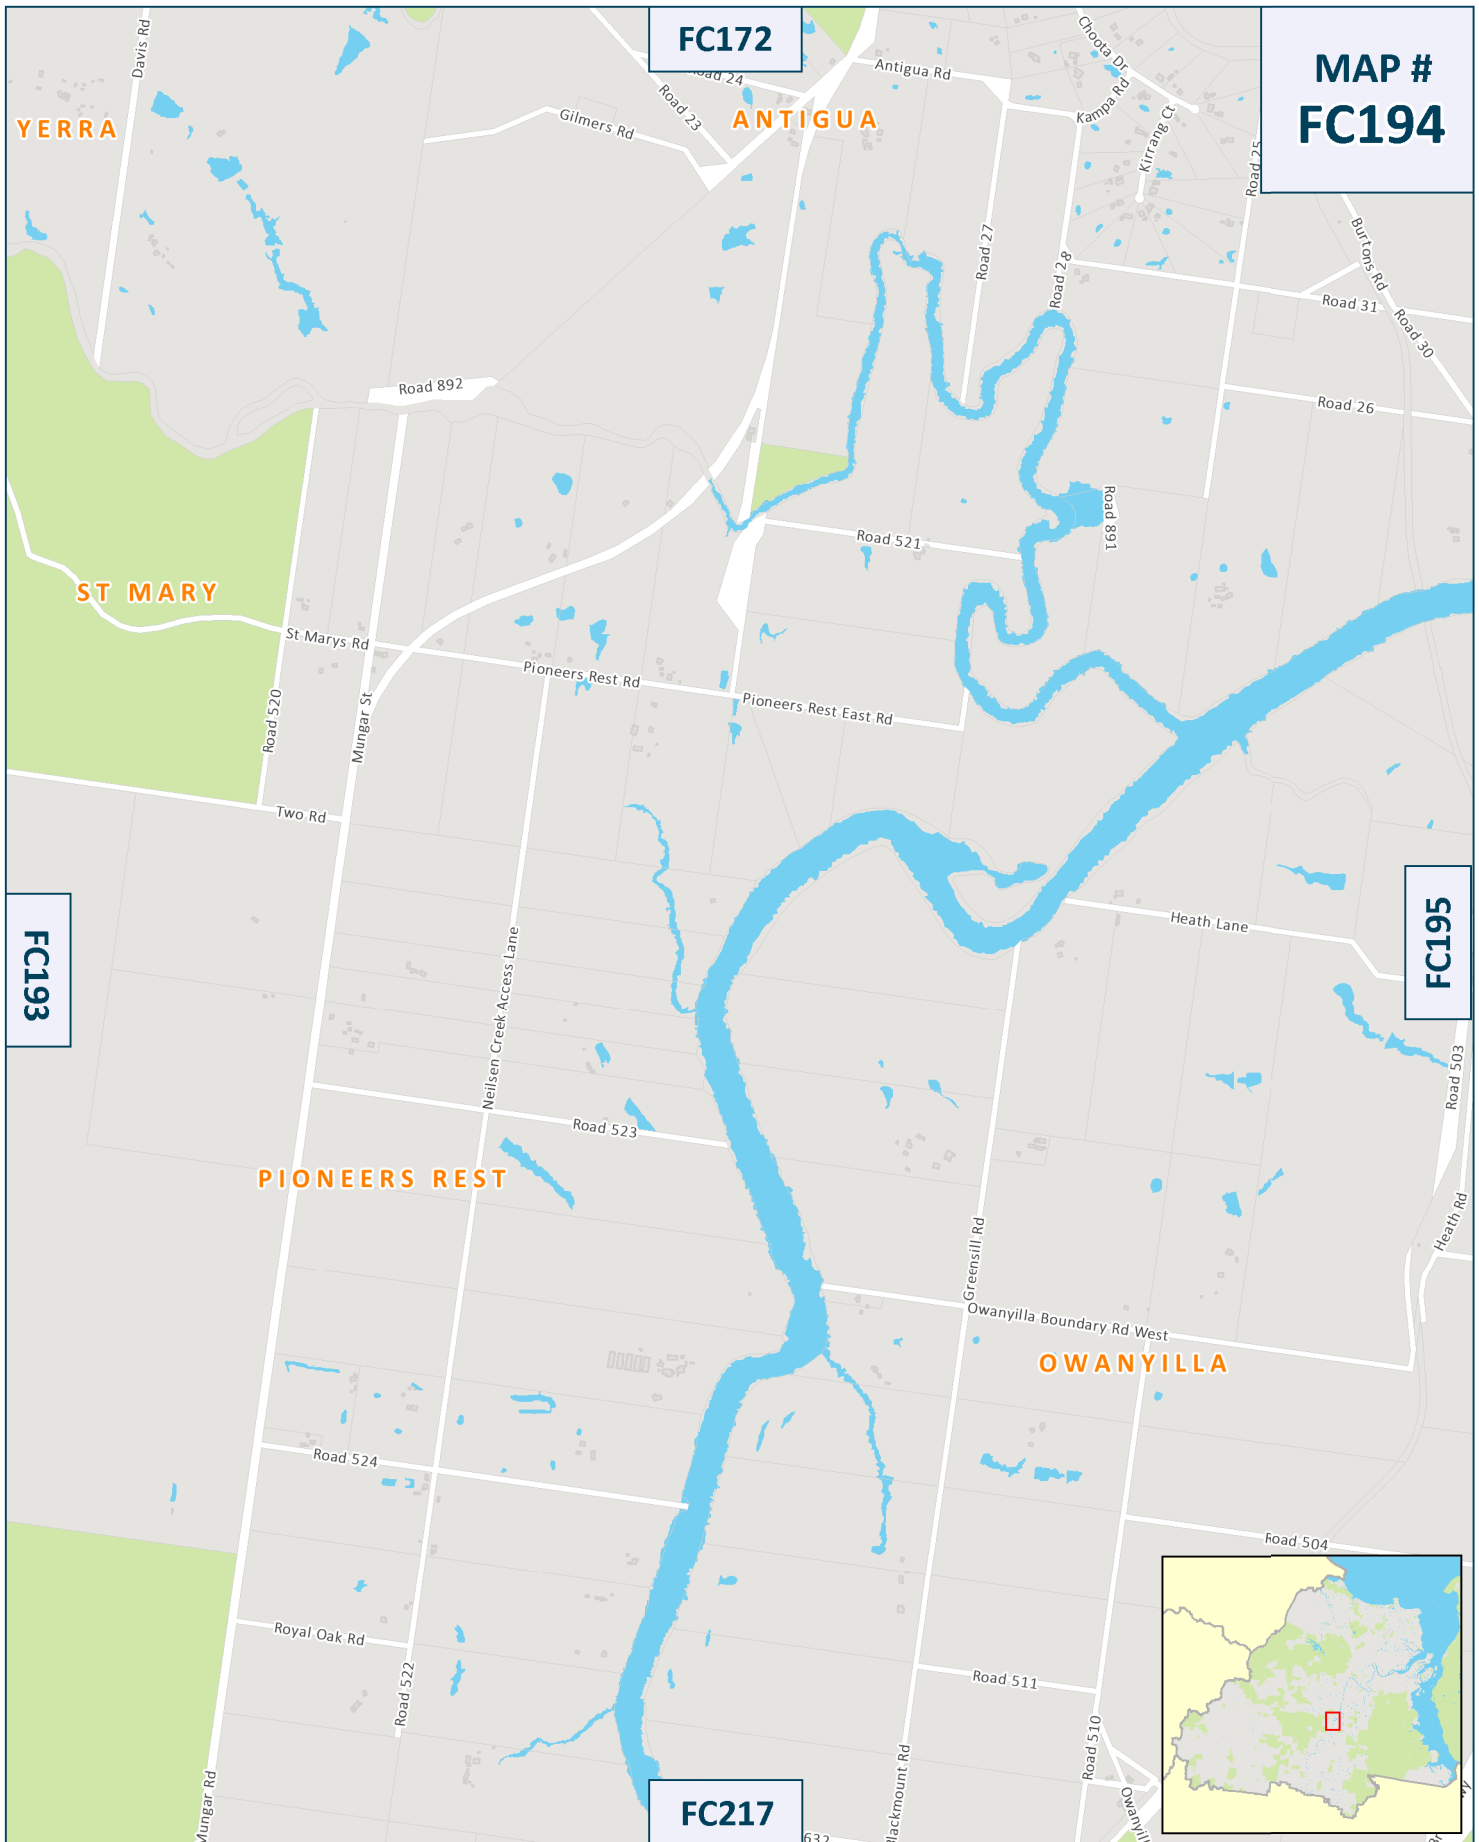 FC172
MAP #
FC194
Davis Rd
Choota Dr
Road 24
Antigua Rd
Road 23
Kampa Rd
YERRA
Gilmers Rd
ANTIGUA
Kirrang Ct
Road 25
Burtons Rd
Road 27
Road 28
Road 31
Road 30
Road 892
Road 26
Road 891
Road 521
ST MARY
St Marys Rd
Pioneers Rest Rd
Road 520
Mungar St
Pioneers Rest East Rd
Two Rd
Heath Lane
FC193
FC195
Neilsen Creek Access Lane
Road 503
Road 523
PIONEERS REST
Heath Rd
Greensill Rd
Owanyilla Boundary Rd West
OWANYILLA
Road 524
Road 504
Royal Oak Rd
Road 522
Road 511
Road 510
Mungar Rd
lackmount Rd
Owanyill
FC217
632